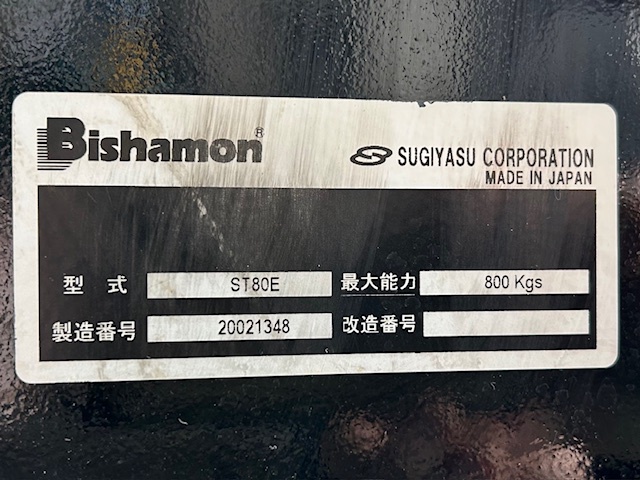 Bishamon®
SUGIYASU CORPORATION
MADE IN JAPAN
型式 ST80E 最大能力 800 Kgs
製造番号 20021348 改造番号